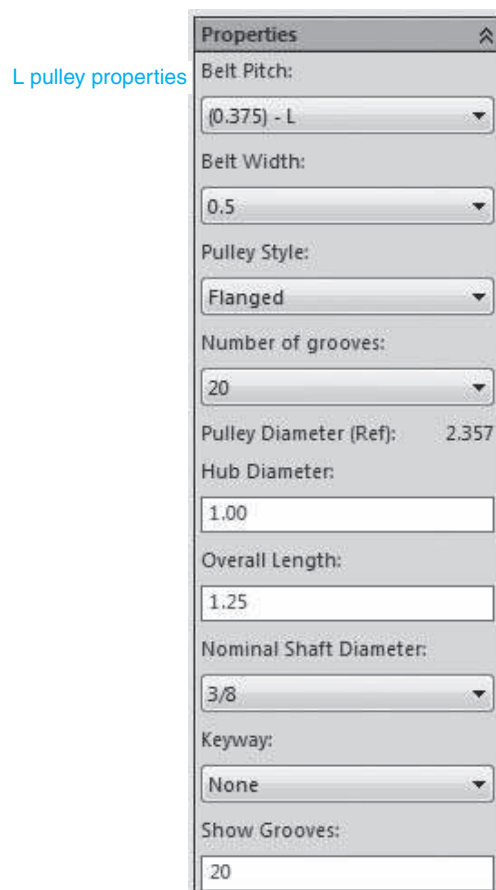 Properties
L pulley properties
Belt Pitch:
(0.375) - L
Belt Width:
0.5
Pulley Style:
Flanged
Number of grooves:
20
Pulley Diameter (Ref): 2.357
Hub Diameter:
1.00
Overall Length:
1.25
Nominal Shaft Diameter:
3/8
Keyway:
None
Show Grooves:
20